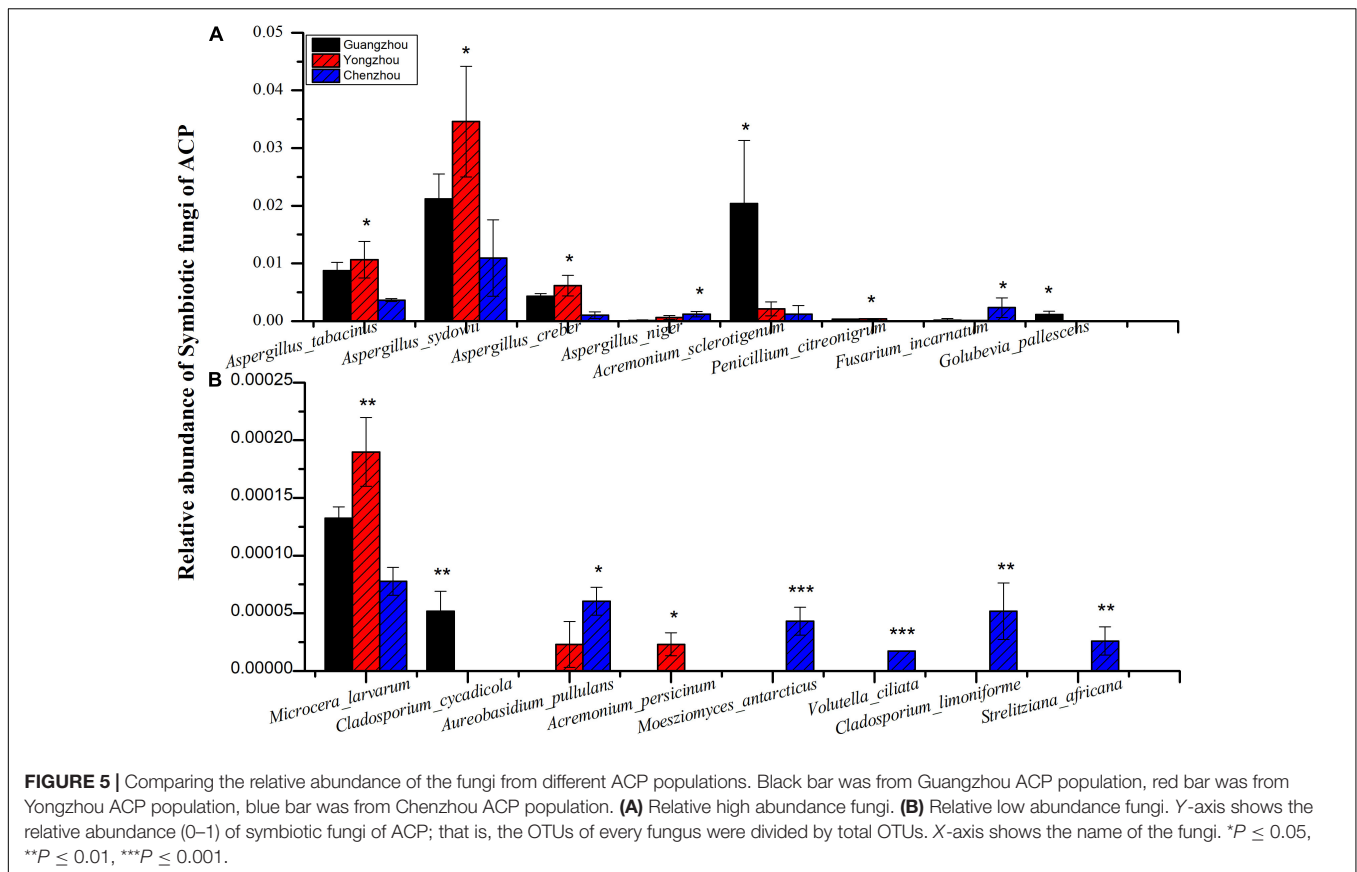 A
Guangzhou
Yongzhou
Chenzhou
Relative abundance of Symbiotic fungi of ACP
0.05
0.04
0.03
0.02
0.01
0.00
*
*
*
*
*
*
*
*
Aspergillus_tabacinus
Aspergillus_sydowii
Aspergillus_creber
Aspergillus_niger
Acremonium_sclerotigenum
Penicillium_citreonigrum
Fusarium_incarnatum
Golubevia_pallescens
B
0.00025
0.00020
0.00015
0.00010
0.00005
0.00000
**
**
*
*
***
***
**
**
Microcera_larvarum
Cladosporium_cycadicola
Aureobasidium_pullulans
Acremonium_persicinum
Moesziomyces_antarcticus
Volutella_ciliata
Cladosporium_limoniforme
Strelitziana_africana
FIGURE 5 | Comparing the relative abundance of the fungi from different ACP populations. Black bar was from Guangzhou ACP population, red bar was from
Yongzhou ACP population, blue bar was from Chenzhou ACP population. (A) Relative high abundance fungi. (B) Relative low abundance fungi. Y-axis shows the
relative abundance (0–1) of symbiotic fungi of ACP; that is, the OTUs of every fungus were divided by total OTUs. X-axis shows the name of the fungi. *P ≤ 0.05,
**P ≤ 0.01, ***P ≤ 0.001.